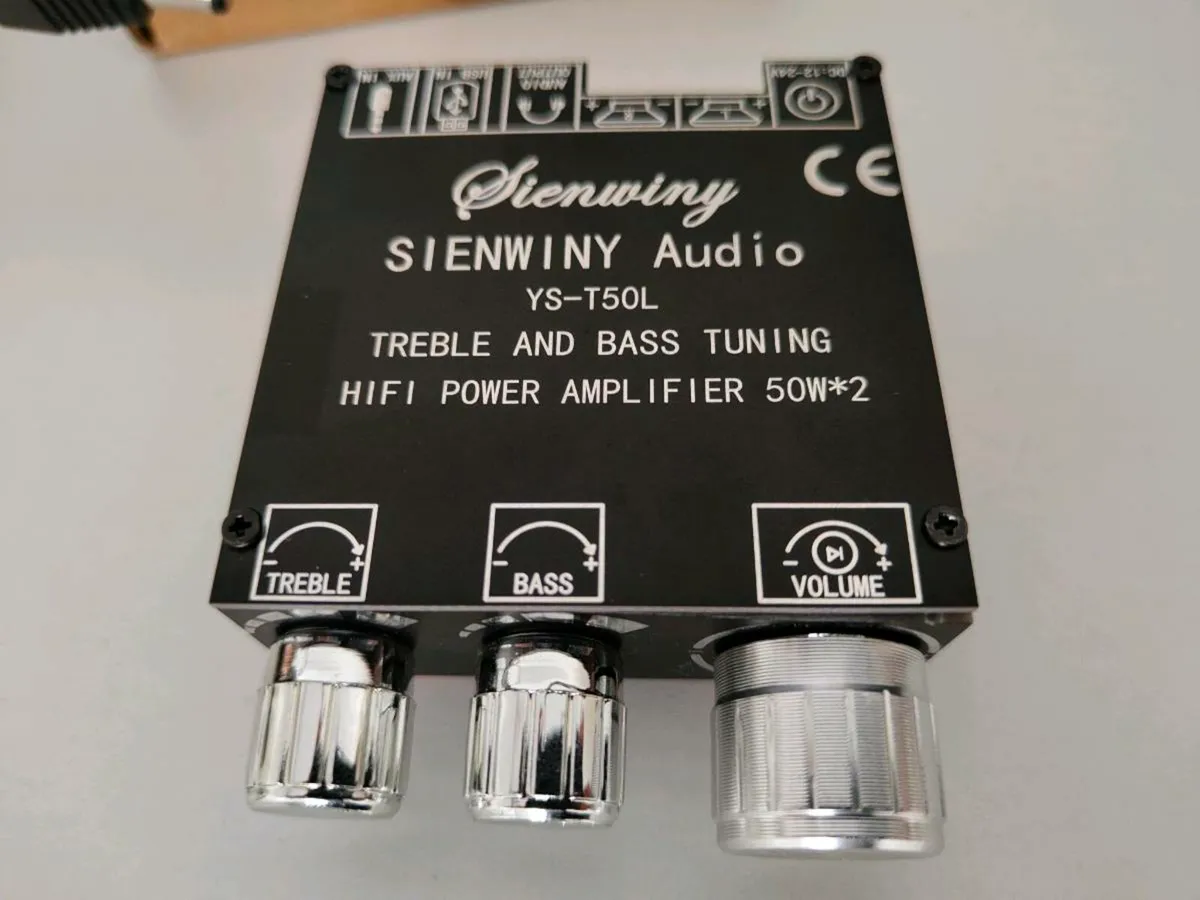 AUX IN
USB IN
AUDIO
OUTPUT
+ R -
- L +
DC:12-24V
CE
Sienwiny
SIENWINY Audio
YS-T50L
TREBLE AND BASS TUNING
HIFI POWER AMPLIFIER 50W*2
- +
TREBLE
- +
BASS
- +
VOLUME